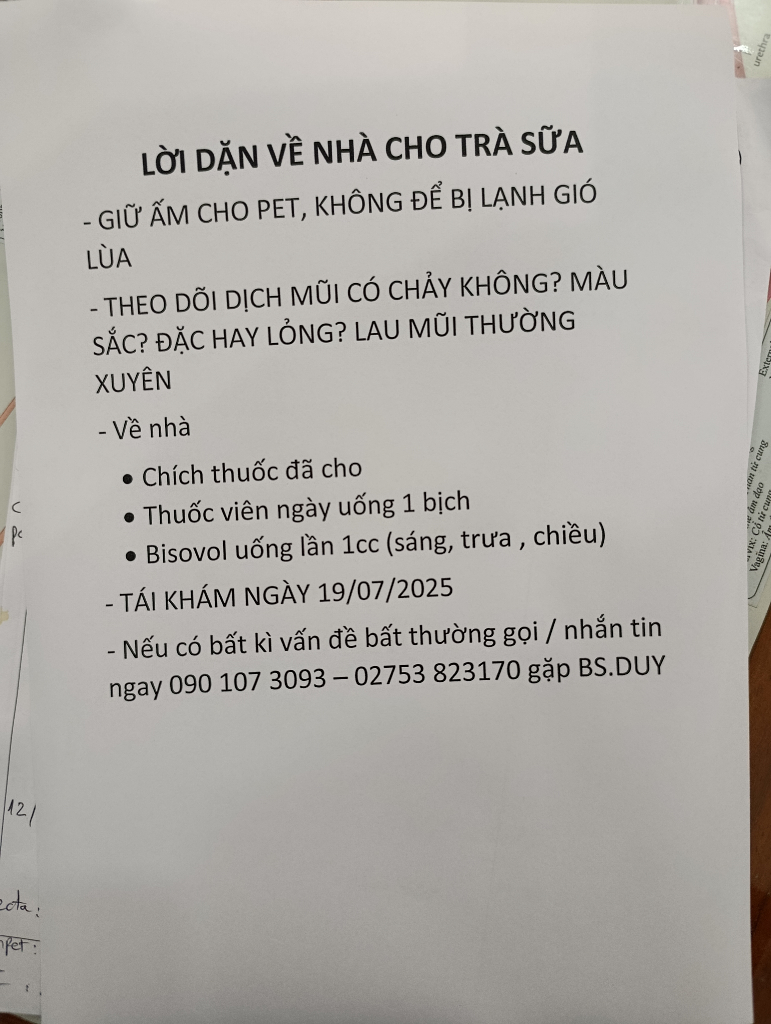 LỜI DẶN VỀ NHÀ CHO TRÀ SỮA
- GIỮ ẤM CHO PET, KHÔNG ĐỂ BỊ LẠNH GIÓ
LÙA
- THEO DÕI DỊCH MŨI CÓ CHẢY KHÔNG? MÀU
SẮC? ĐẶC HAY LỎNG? LAU MŨI THƯỜNG
XUYÊN
- Về nhà
• Chích thuốc đã cho
• Thuốc viên ngày uống 1 bịch
• Bisovol uống lần 1cc (sáng, trưa , chiều)
- TÁI KHÁM NGÀY 19/07/2025
- Nếu có bất kì vấn đề bất thường gọi / nhắn tin
ngay 090 107 3093 – 02753 823170 gặp BS.DUY
urethra
12/